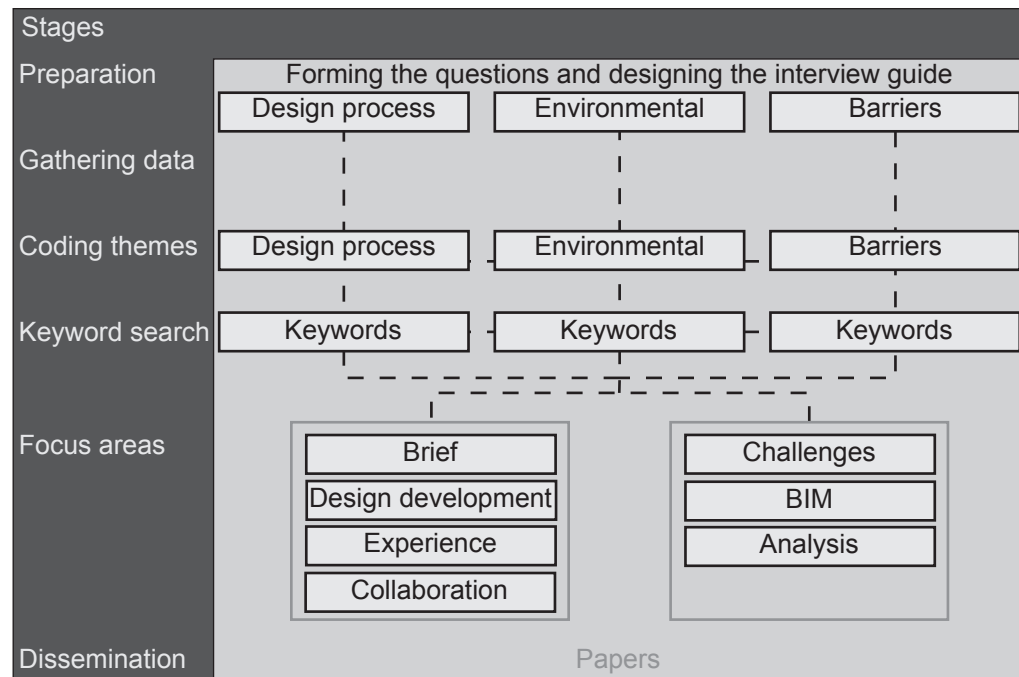 Stages
Preparation
Forming the questions and designing the interview guide
Design process
Environmental
Barriers
Gathering data
Coding themes
Design process
Environmental
Barriers
Keyword search
Keywords
Keywords
Keywords
Focus areas
Brief
Design development
Experience
Collaboration
Challenges
BIM
Analysis
Dissemination
Papers